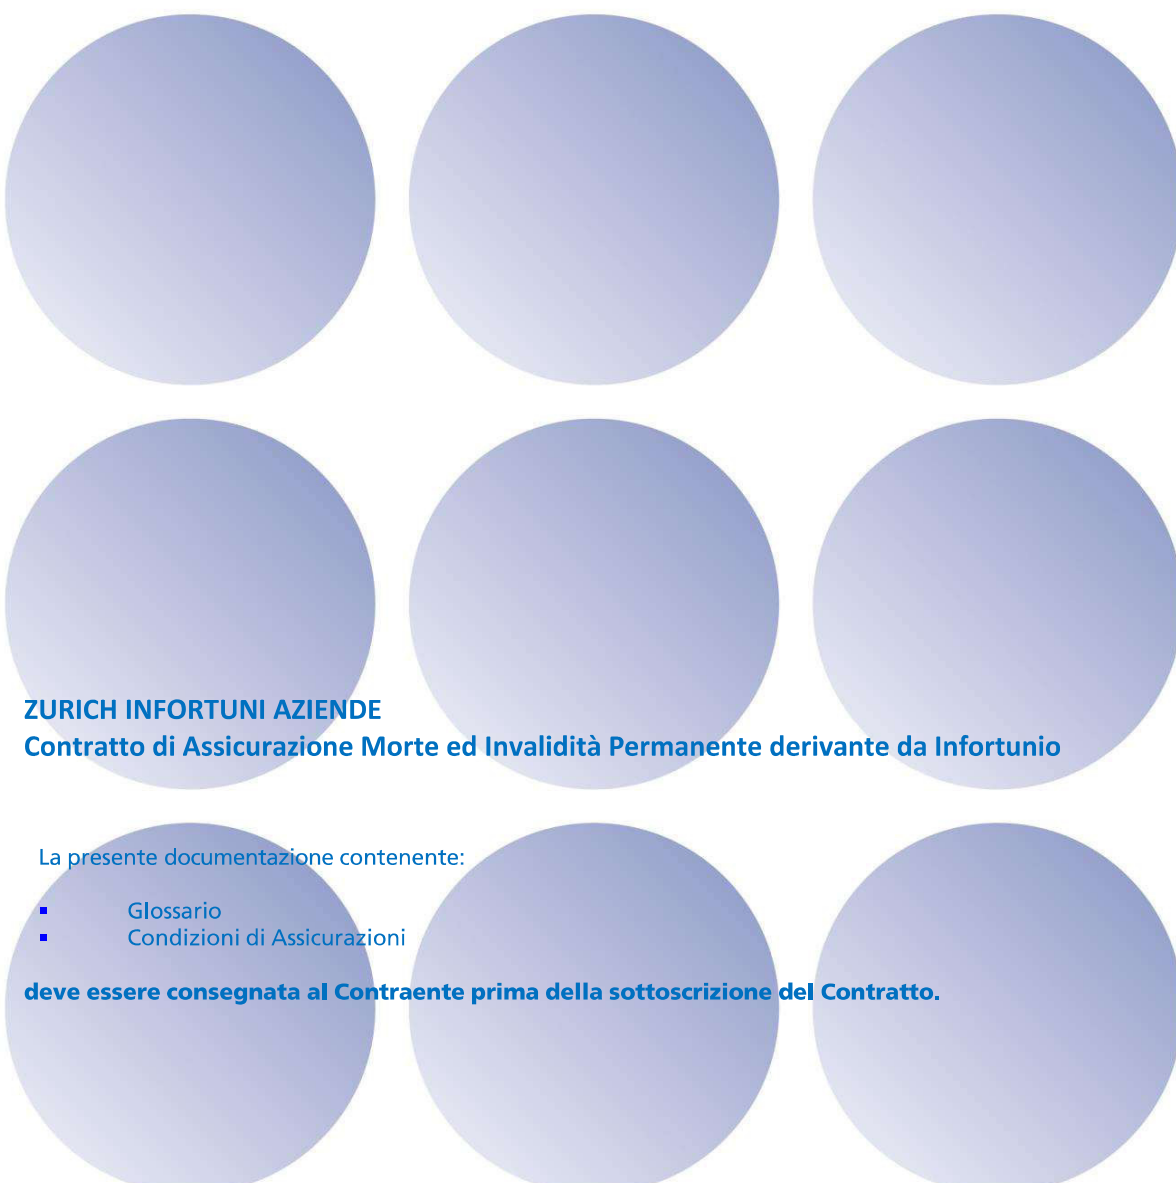 ZURICH INFORTUNI AZIENDE
Contratto di Assicurazione Morte ed Invalidità Permanente derivante da Infortunio
La presente documentazione contenente:
▪ Glossario
▪ Condizioni di Assicurazioni
deve essere consegnata al Contraente prima della sottoscrizione del Contratto.